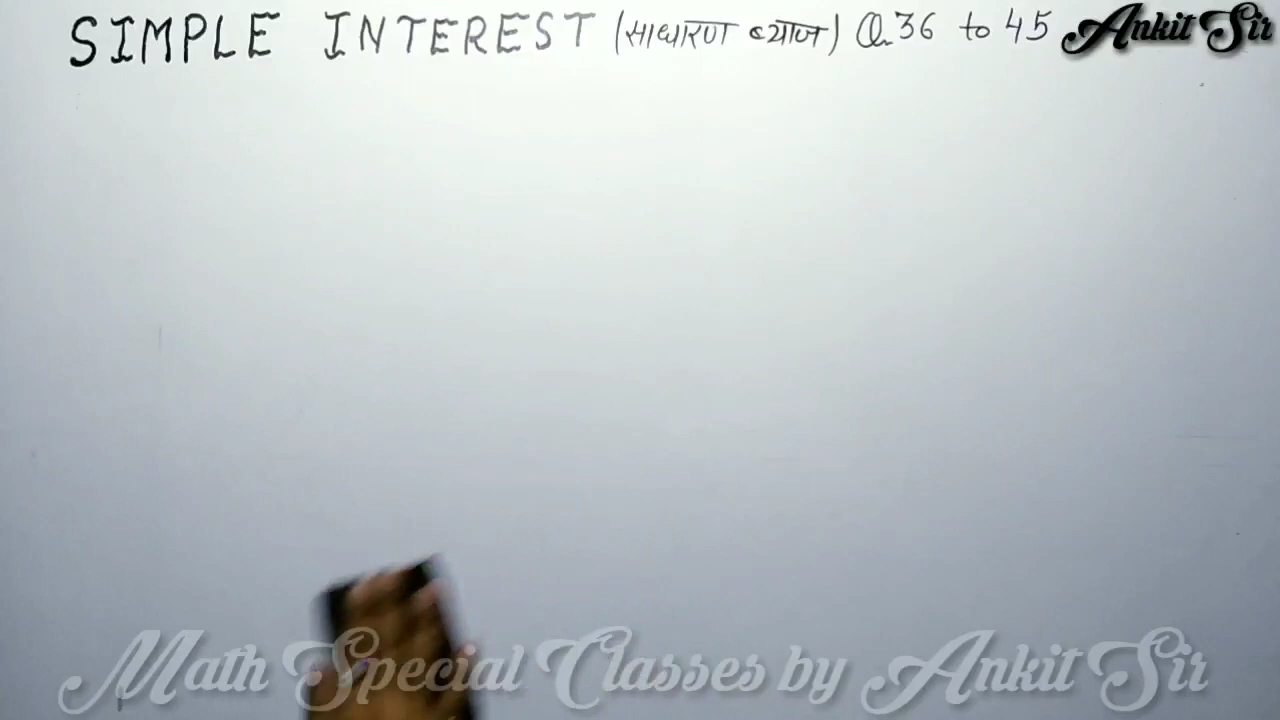 SIMPLE INTEREST (साधारण ब्याज) Q.36 to 45 Ankit Sir
Math Special Classes by Ankit Sir